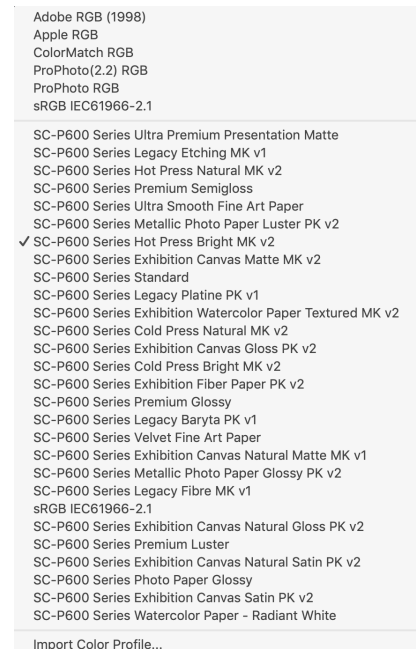 Adobe RGB (1998)
Apple RGB
ColorMatch RGB
ProPhoto(2.2) RGB
ProPhoto RGB
sRGB IEC61966-2.1
SC-P600 Series Ultra Premium Presentation Matte
SC-P600 Series Legacy Etching MK v1
SC-P600 Series Hot Press Natural MK v2
SC-P600 Series Premium Semigloss
SC-P600 Series Ultra Smooth Fine Art Paper
SC-P600 Series Metallic Photo Paper Luster PK v2
✓ SC-P600 Series Hot Press Bright MK v2
SC-P600 Series Exhibition Canvas Matte MK v2
SC-P600 Series Standard
SC-P600 Series Legacy Platine PK v1
SC-P600 Series Exhibition Watercolor Paper Textured MK v2
SC-P600 Series Cold Press Natural MK v2
SC-P600 Series Exhibition Canvas Gloss PK v2
SC-P600 Series Cold Press Bright MK v2
SC-P600 Series Exhibition Fiber Paper PK v2
SC-P600 Series Premium Glossy
SC-P600 Series Legacy Baryta PK v1
SC-P600 Series Velvet Fine Art Paper
SC-P600 Series Exhibition Canvas Natural Matte MK v1
SC-P600 Series Metallic Photo Paper Glossy PK v2
SC-P600 Series Legacy Fibre MK v1
sRGB IEC61966-2.1
SC-P600 Series Exhibition Canvas Natural Gloss PK v2
SC-P600 Series Premium Luster
SC-P600 Series Exhibition Canvas Natural Satin PK v2
SC-P600 Series Photo Paper Glossy
SC-P600 Series Exhibition Canvas Satin PK v2
SC-P600 Series Watercolor Paper - Radiant White
Import Color Profile...